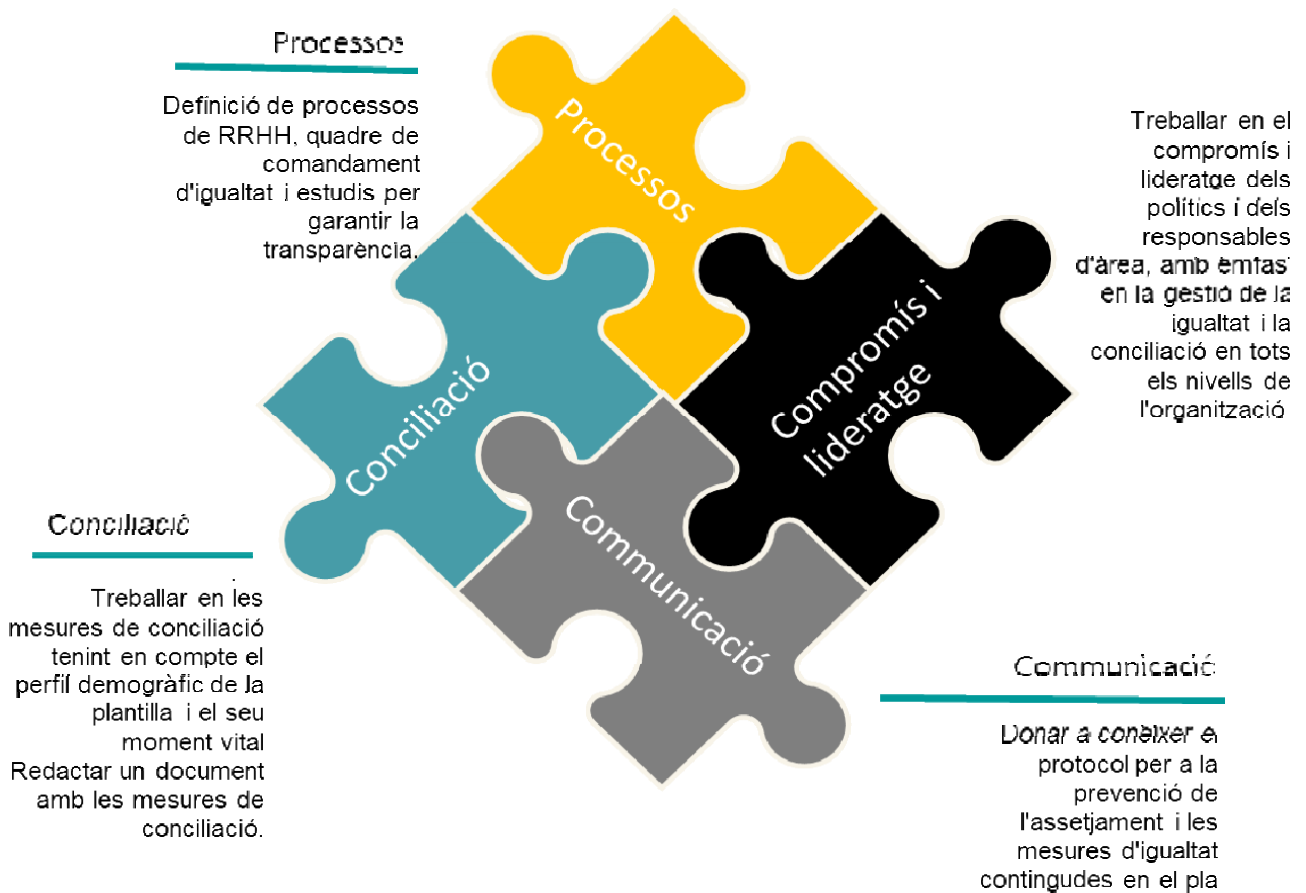 Processos
Definició de processos
de RRHH, quadre de
comandament
d'igualtat i estudis per
garantir la
transparència.
Processos
Treballar en el
compromís i
lideratge dels
polítics i dels
responsables
d'àrea, amb èmfasi
en la gestió de la
igualtat i la
conciliació en tots
els nivells de
l'organització
Compromís i
lideratge
Conciliació
Communicació
Conciliació
Treballar en les
mesures de conciliació
tenint en compte el
perfil demogràfic de la
plantilla i el seu
moment vital
Redactar un document
amb les mesures de
conciliació.
Communicació
Donar a conèixer el
protocol per a la
prevenció de
l'assetjament i les
mesures d'igualtat
contingudes en el pla